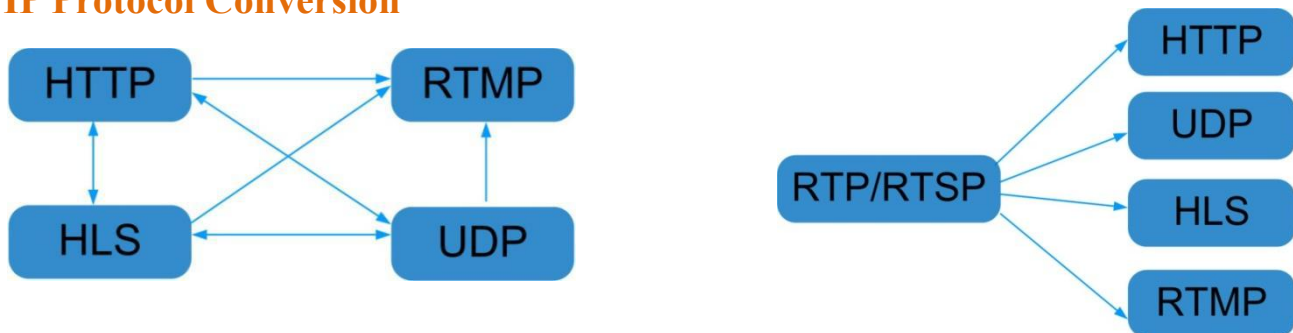 IP Protocol Conversion
HTTP
RTMP
HLS
UDP
RTP/RTSP
HTTP
UDP
HLS
RTMP